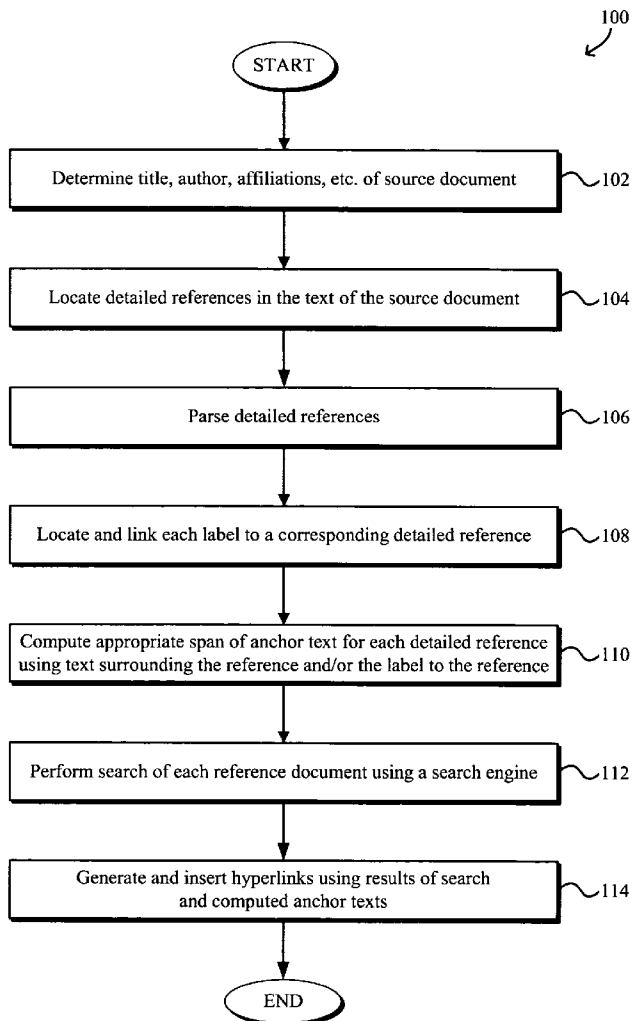 100
START
Determine title, author, affiliations, etc. of source document
102
Locate detailed references in the text of the source document
104
Parse detailed references
106
Locate and link each label to a corresponding detailed reference
108
Compute appropriate span of anchor text for each detailed reference
using text surrounding the reference and/or the label to the reference
110
Perform search of each reference document using a search engine
112
Generate and insert hyperlinks using results of search
and computed anchor texts
114
END